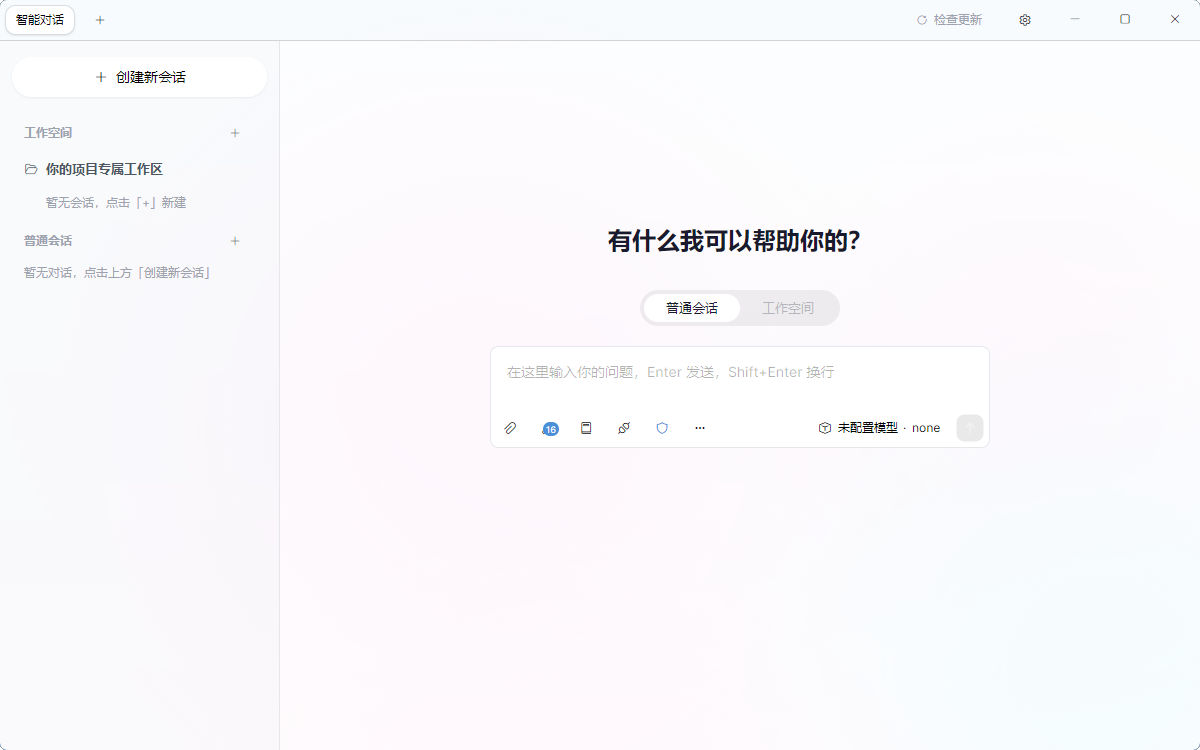 智能对话
检查更新
创建新会话
工作空间
你的项目专属工作区
暂无会话，点击「+」新建
普通会话
暂无对话，点击上方「创建新会话」
有什么我可以帮助你的?
普通会话 工作空间
在这里输入你的问题，Enter 发送，Shift+Enter 换行
16
未配置模型 · none